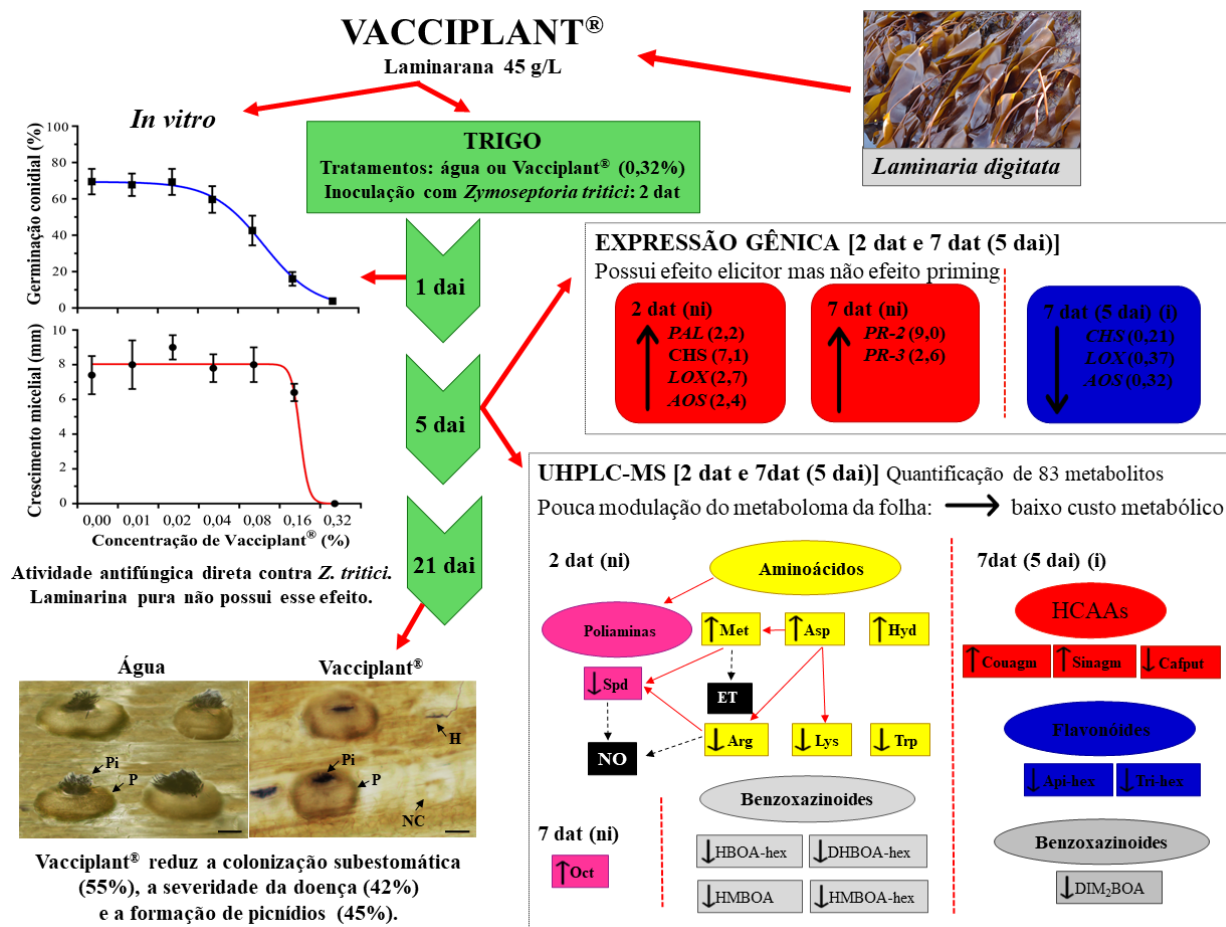 VACCIPLANT®
Laminarana 45 g/L
Laminaria digitata
In vitro
TRIGO
Tratamentos: água ou Vacciplant® (0,32%)
Inoculação com Zymoseptoria tritici: 2 dat
Germinação conidial (%)
100
80
60
40
20
0
Crescimento micelial (mm)
10
8
6
4
2
0
0,00 0,01 0,02 0,04 0,08 0,16 0,32
Concentração de Vacciplant® (%)
Atividade antifúngica direta contra Z. tritici.
Laminarina pura não possui esse efeito.
1 dai
5 dai
21 dai
Água
Vacciplant®
Pi
P
H
Pi
P
NC
Vacciplant® reduz a colonização subestomática
(55%), a severidade da doença (42%)
e a formação de picnídios (45%).
EXPRESSÃO GÊNICA [2 dat e 7 dat (5 dai)]
Possui efeito elicitor mas não efeito priming
2 dat (ni)
PAL (2,2)
CHS (7,1)
LOX (2,7)
AOS (2,4)
7 dat (ni)
PR-2 (9,0)
PR-3 (2,6)
7 dat (5 dai) (i)
CHS (0,21)
LOX (0,37)
AOS (0,32)
UHPLC-MS [2 dat e 7dat (5 dai)] Quantificação de 83 metabolitos
Pouca modulação do metaboloma da folha: → baixo custo metabólico
2 dat (ni)
Aminoácidos
Poliaminas
↑Met
↑Asp
↑Hyd
↓Spd
ET
NO
↓Arg
↓Lys
↓Trp
Benzoxazinoides
↓HBOA-hex
↓DHBOA-hex
↓HMBOA
↓HMBOA-hex
7 dat (ni)
↑Oct
7dat (5 dai) (i)
HCAAs
↑Couagm
↑Sinagm
↓Cafput
Flavonóides
↓Api-hex
↓Tri-hex
Benzoxazinoides
↓DIM₂BOA